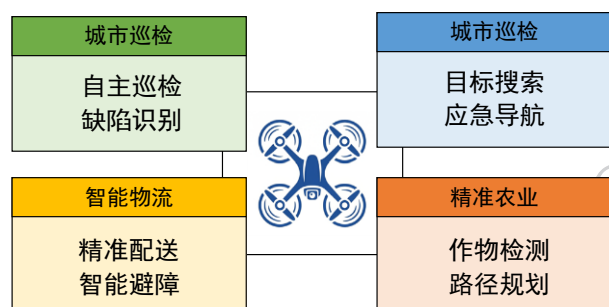 城市巡检
自主巡检
缺陷识别
城市巡检
目标搜索
应急导航
智能物流
精准配送
智能避障
精准农业
作物检测
路径规划